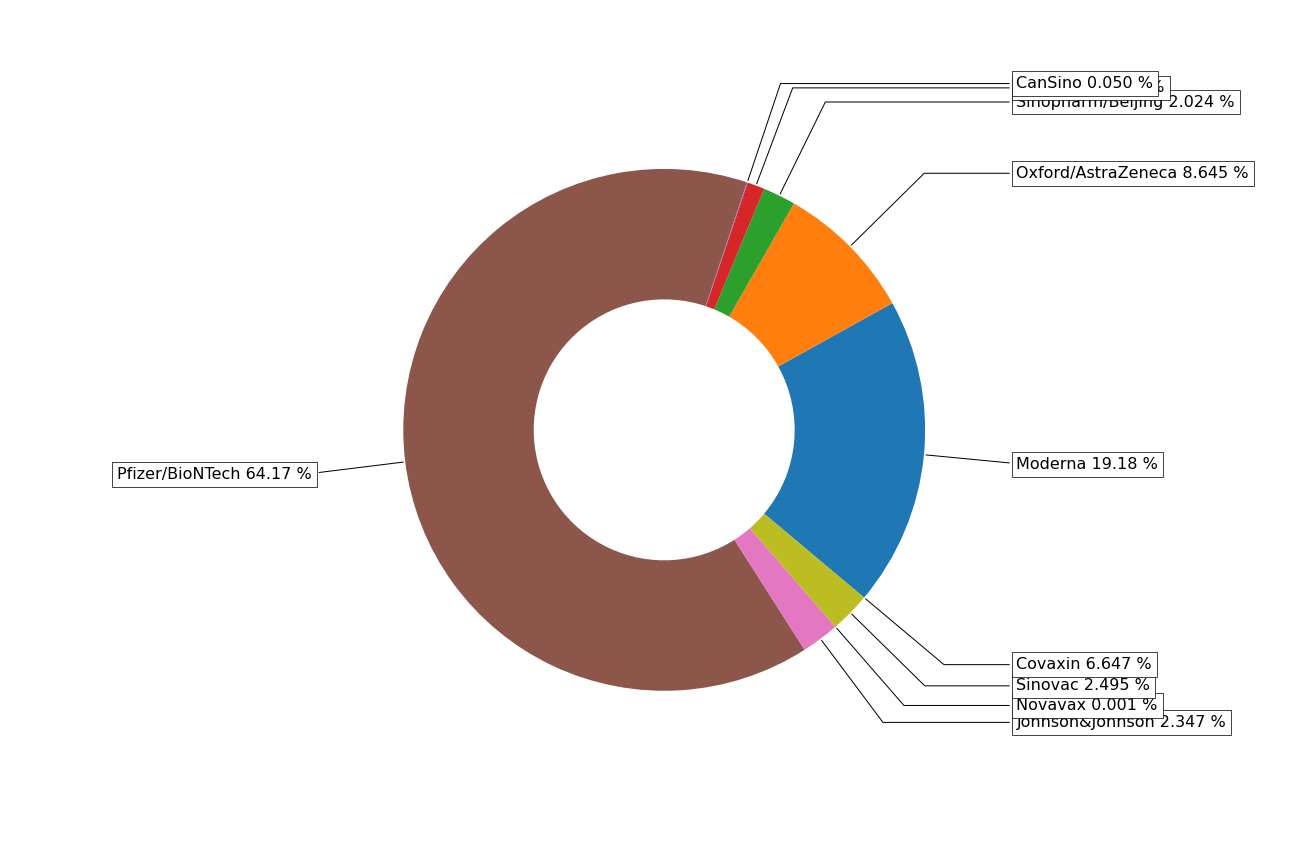 CanSino 0.050 %
%
Sinopharm/Beijing 2.024 %
Oxford/AstraZeneca 8.645 %
Pfizer/BioNTech 64.17 %
Moderna 19.18 %
Covaxin 6.647 %
Sinovac 2.495 %
Novavax 0.001 %
Johnson&Johnson 2.347 %